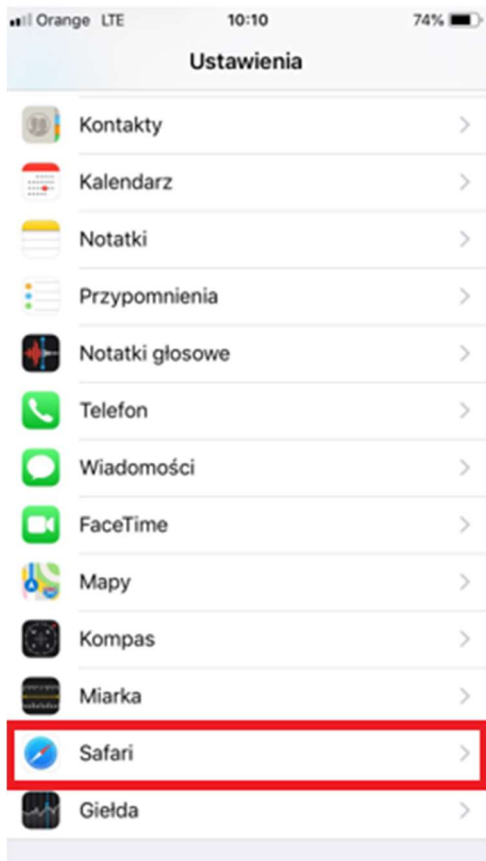 Orange LTE 10:10 74%
Ustawienia
Kontakty
Kalendarz
Notatki
Przypomnienia
Notatki głosowe
Telefon
Wiadomości
FaceTime
Mapy
Kompas
Miarka
Safari
Giełda